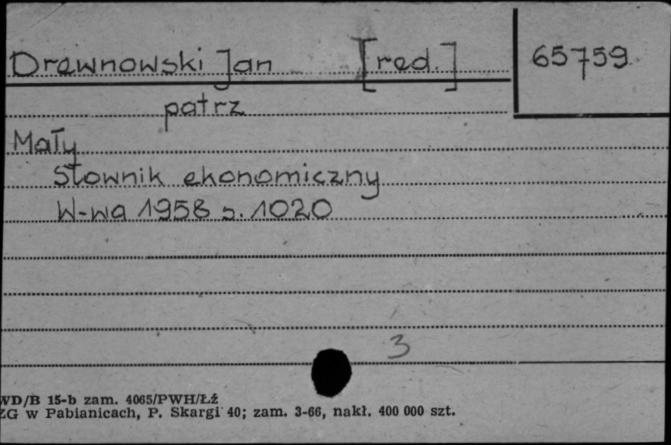 Drewnowski Jan [red.] 65759
patrz
Mały
Słownik ekonomiczny
W-wa 1958 s. 1020
3
WD/B 15-b zam. 4065/PWH/ŁŹ
ZG w Pabianicach, P. Skargi 40; zam. 3-66, nakł. 400 000 szt.